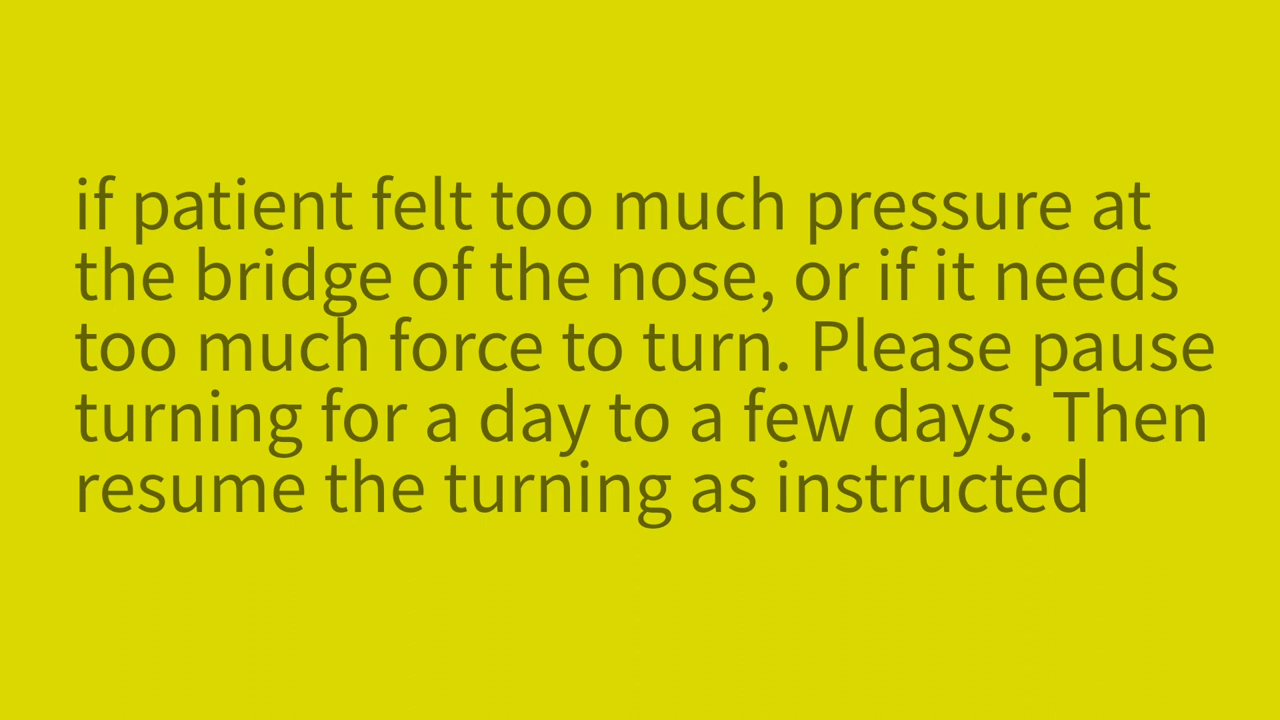 if patient felt too much pressure at
the bridge of the nose, or if it needs
too much force to turn. Please pause
turning for a day to a few days. Then
resume the turning as instructed